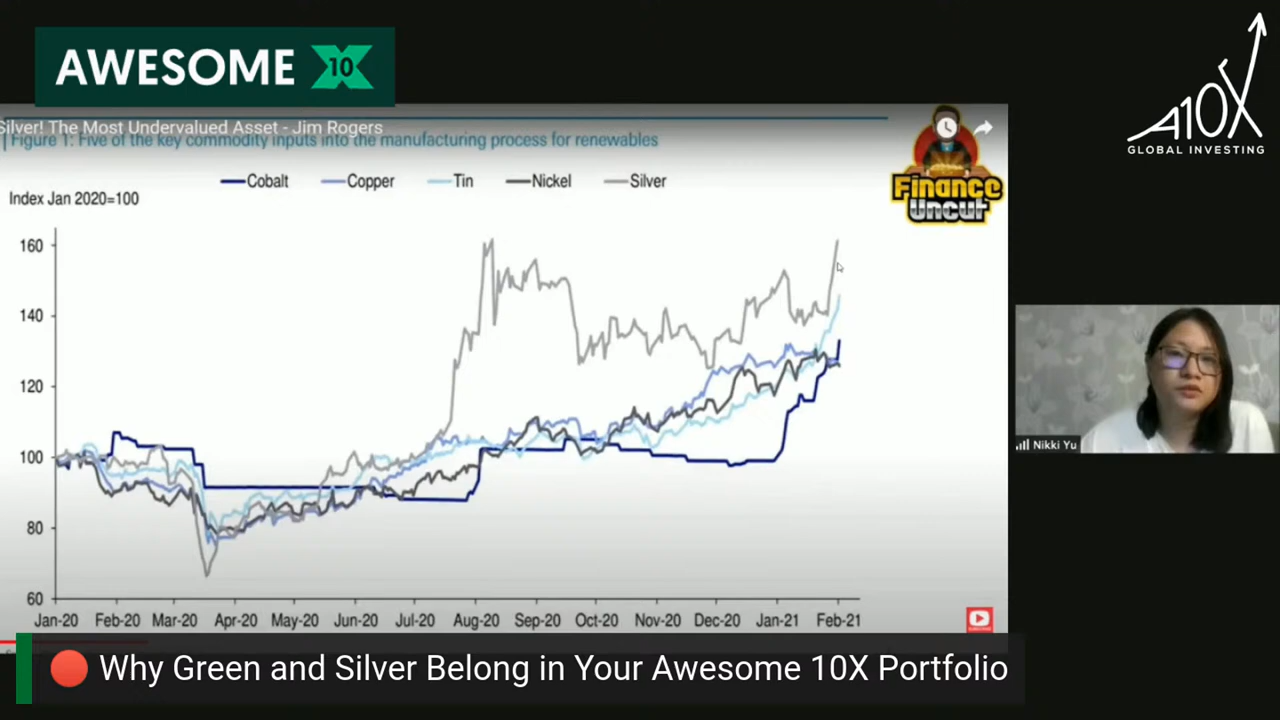 AWESOME 10X
A10X
GLOBAL INVESTING
Silver! The Most Undervalued Asset - Jim Rogers
Figure 1: Five of the key commodity inputs into the manufacturing process for renewables
Finance
Uncut
Cobalt Copper Tin Nickel Silver
Index Jan 2020=100
160
140
120
100
80
60
Jan-20 Feb-20 Mar-20 Apr-20 May-20 Jun-20 Jul-20 Aug-20 Sep-20 Oct-20 Nov-20 Dec-20 Jan-21 Feb-21
Nikki Yu
Why Green and Silver Belong in Your Awesome 10X Portfolio